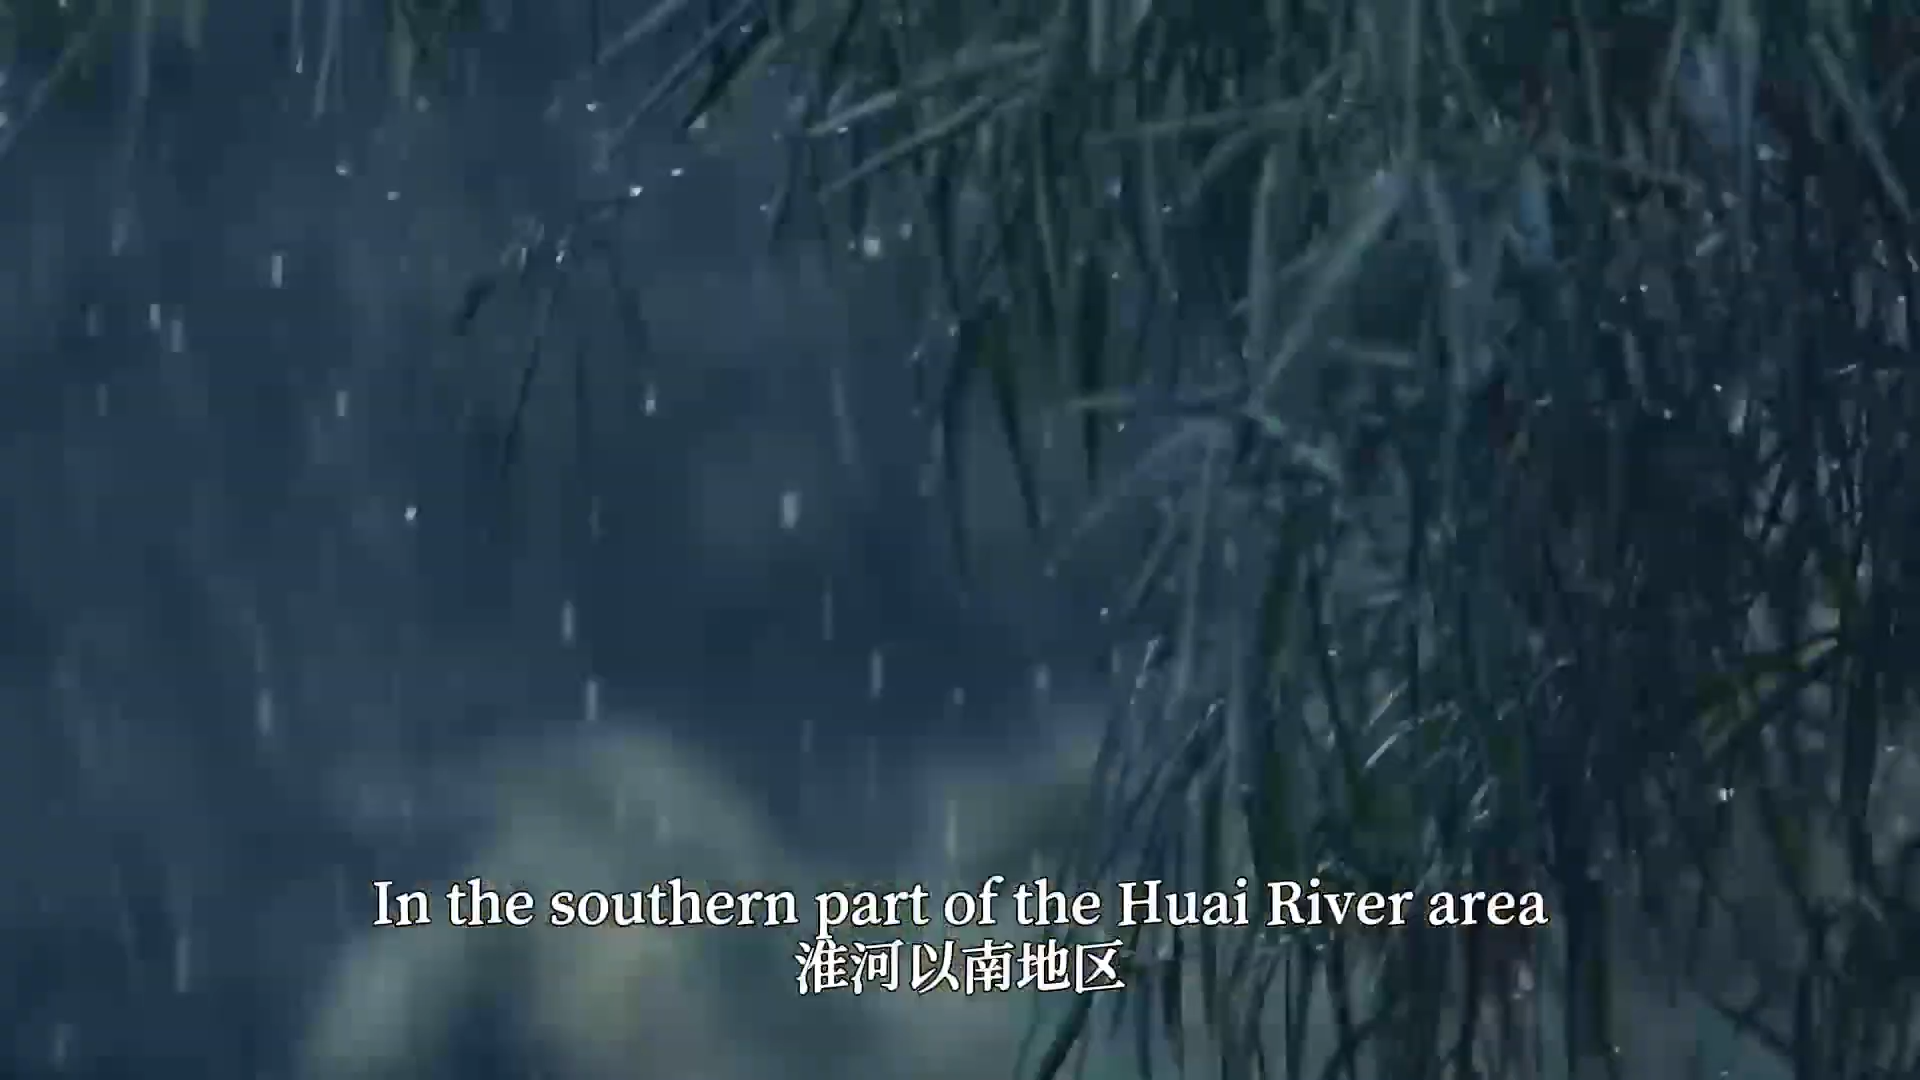 In the southern part of the Huai River area
淮河以南地区